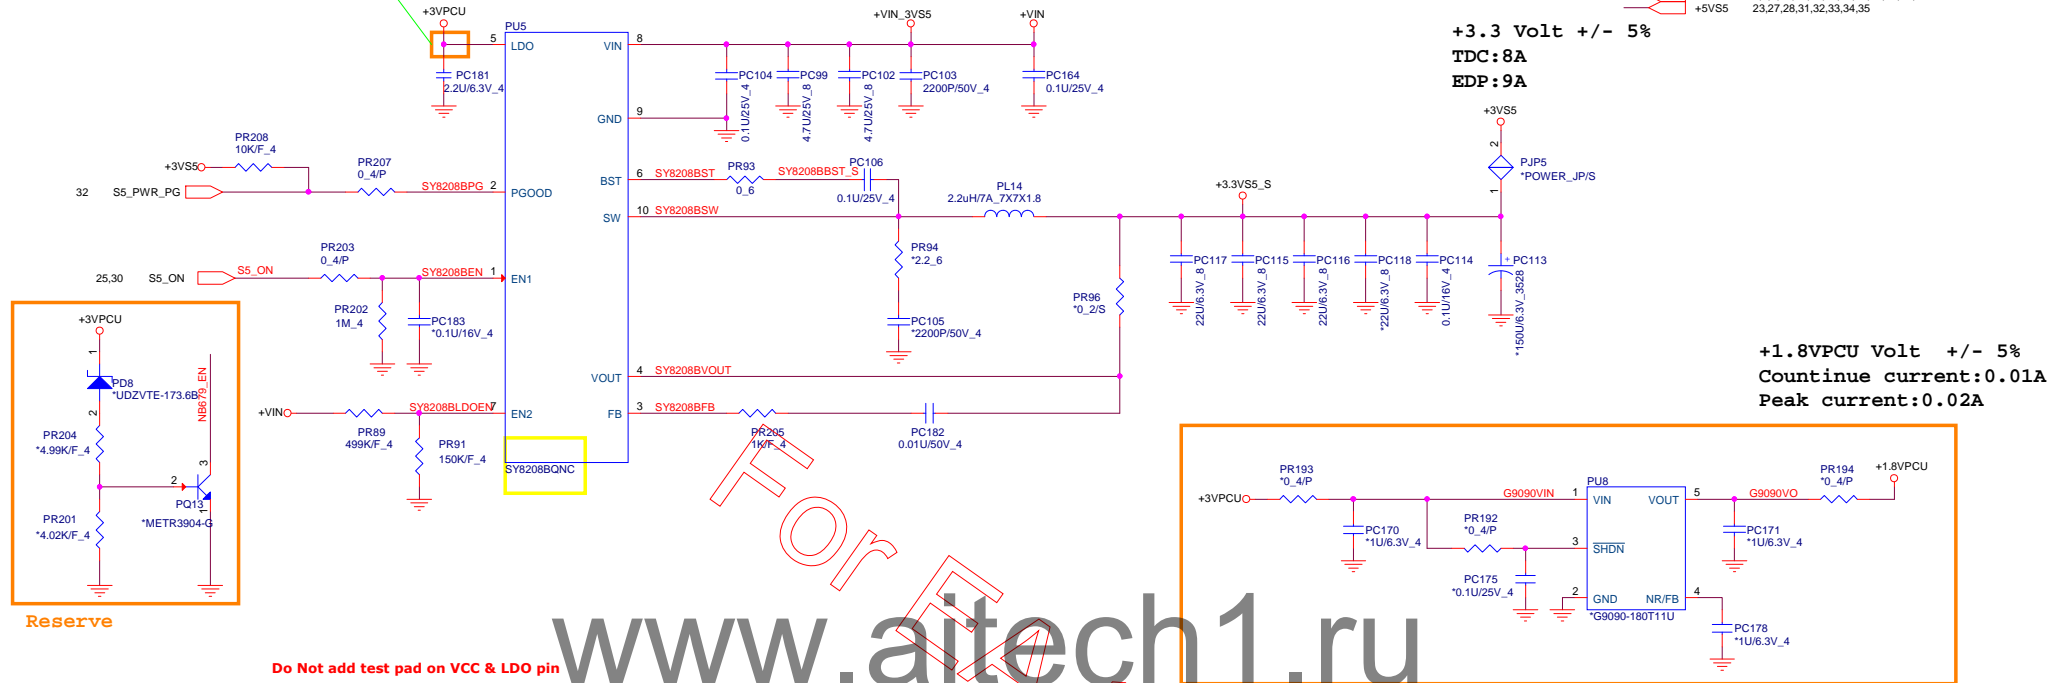 +5VS5 23,27,28,31,32,33,34,35
+3.3 Volt +/- 5%
TDC:8A
EDP:9A
+3VPCU
PU5
+VIN_3VS5
+VIN
5 LDO
VIN 8
PC181
2.2U/6.3V_4
PC104
0.1U/25V_4
PC99
4.7U/25V_8
PC102
4.7U/25V_8
PC103
2200P/50V_4
PC164
0.1U/25V_4
GND 9
+3VS5
PR208
10K/F_4
PR207
0_4/P
32 S5_PWR_PG
SY8208BPG 2 PGOOD
BST 6 SY8208BST
PR93
0_6
SY8208BBST_S
PC106
0.1U/25V_4
SW 10 SY8208BSW
PL14
2.2uH/7A_7X7X1.8
+3.3VS5_S
+3VS5
2
PJP5
*POWER_JP/S
1
PR94
*2.2_6
PC105
*2200P/50V_4
PR96
*0_2/S
PC117
22U/6.3V_8
PC115
22U/6.3V_8
PC116
22U/6.3V_8
PC118
*22U/6.3V_8
PC114
0.1U/16V_4
+ PC113
*150U/6.3V_3528
25,30 S5_ON
S5_ON
PR203
0_4/P
SY8208BEN 1 EN1
PR202
1M_4
PC183
*0.1U/16V_4
VOUT 4 SY8208BVOUT
FB 3 SY8208BFB
PR205
1K/F_4
PC182
0.01U/50V_4
+VIN
PR89
499K/F_4
SY8208BLDOEN 7 EN2
PR91
150K/F_4
SY8208BQNC
+3VPCU
1
PD8
*UDZVTE-173.6B
2
PR204
*4.99K/F_4
PR201
*4.02K/F_4
NB679_EN
3
2
PQ13
1
*METR3904-G
Reserve
+1.8VPCU Volt +/- 5%
Countinue current:0.01A
Peak current:0.02A
+3VPCU
PR193
*0_4/P
PC170
*1U/6.3V_4
PR192
*0_4/P
PC175
*0.1U/25V_4
G9090VIN 1 VIN
PU8
3 SHDN
2 GND
VOUT 5 G9090VO
NR/FB 4
*G9090-180T11U
PR194
*0_4/P
+1.8VPCU
PC171
*1U/6.3V_4
PC178
*1U/6.3V_4
Do Not add test pad on VCC & LDO pin
For
www.aitech1.ru